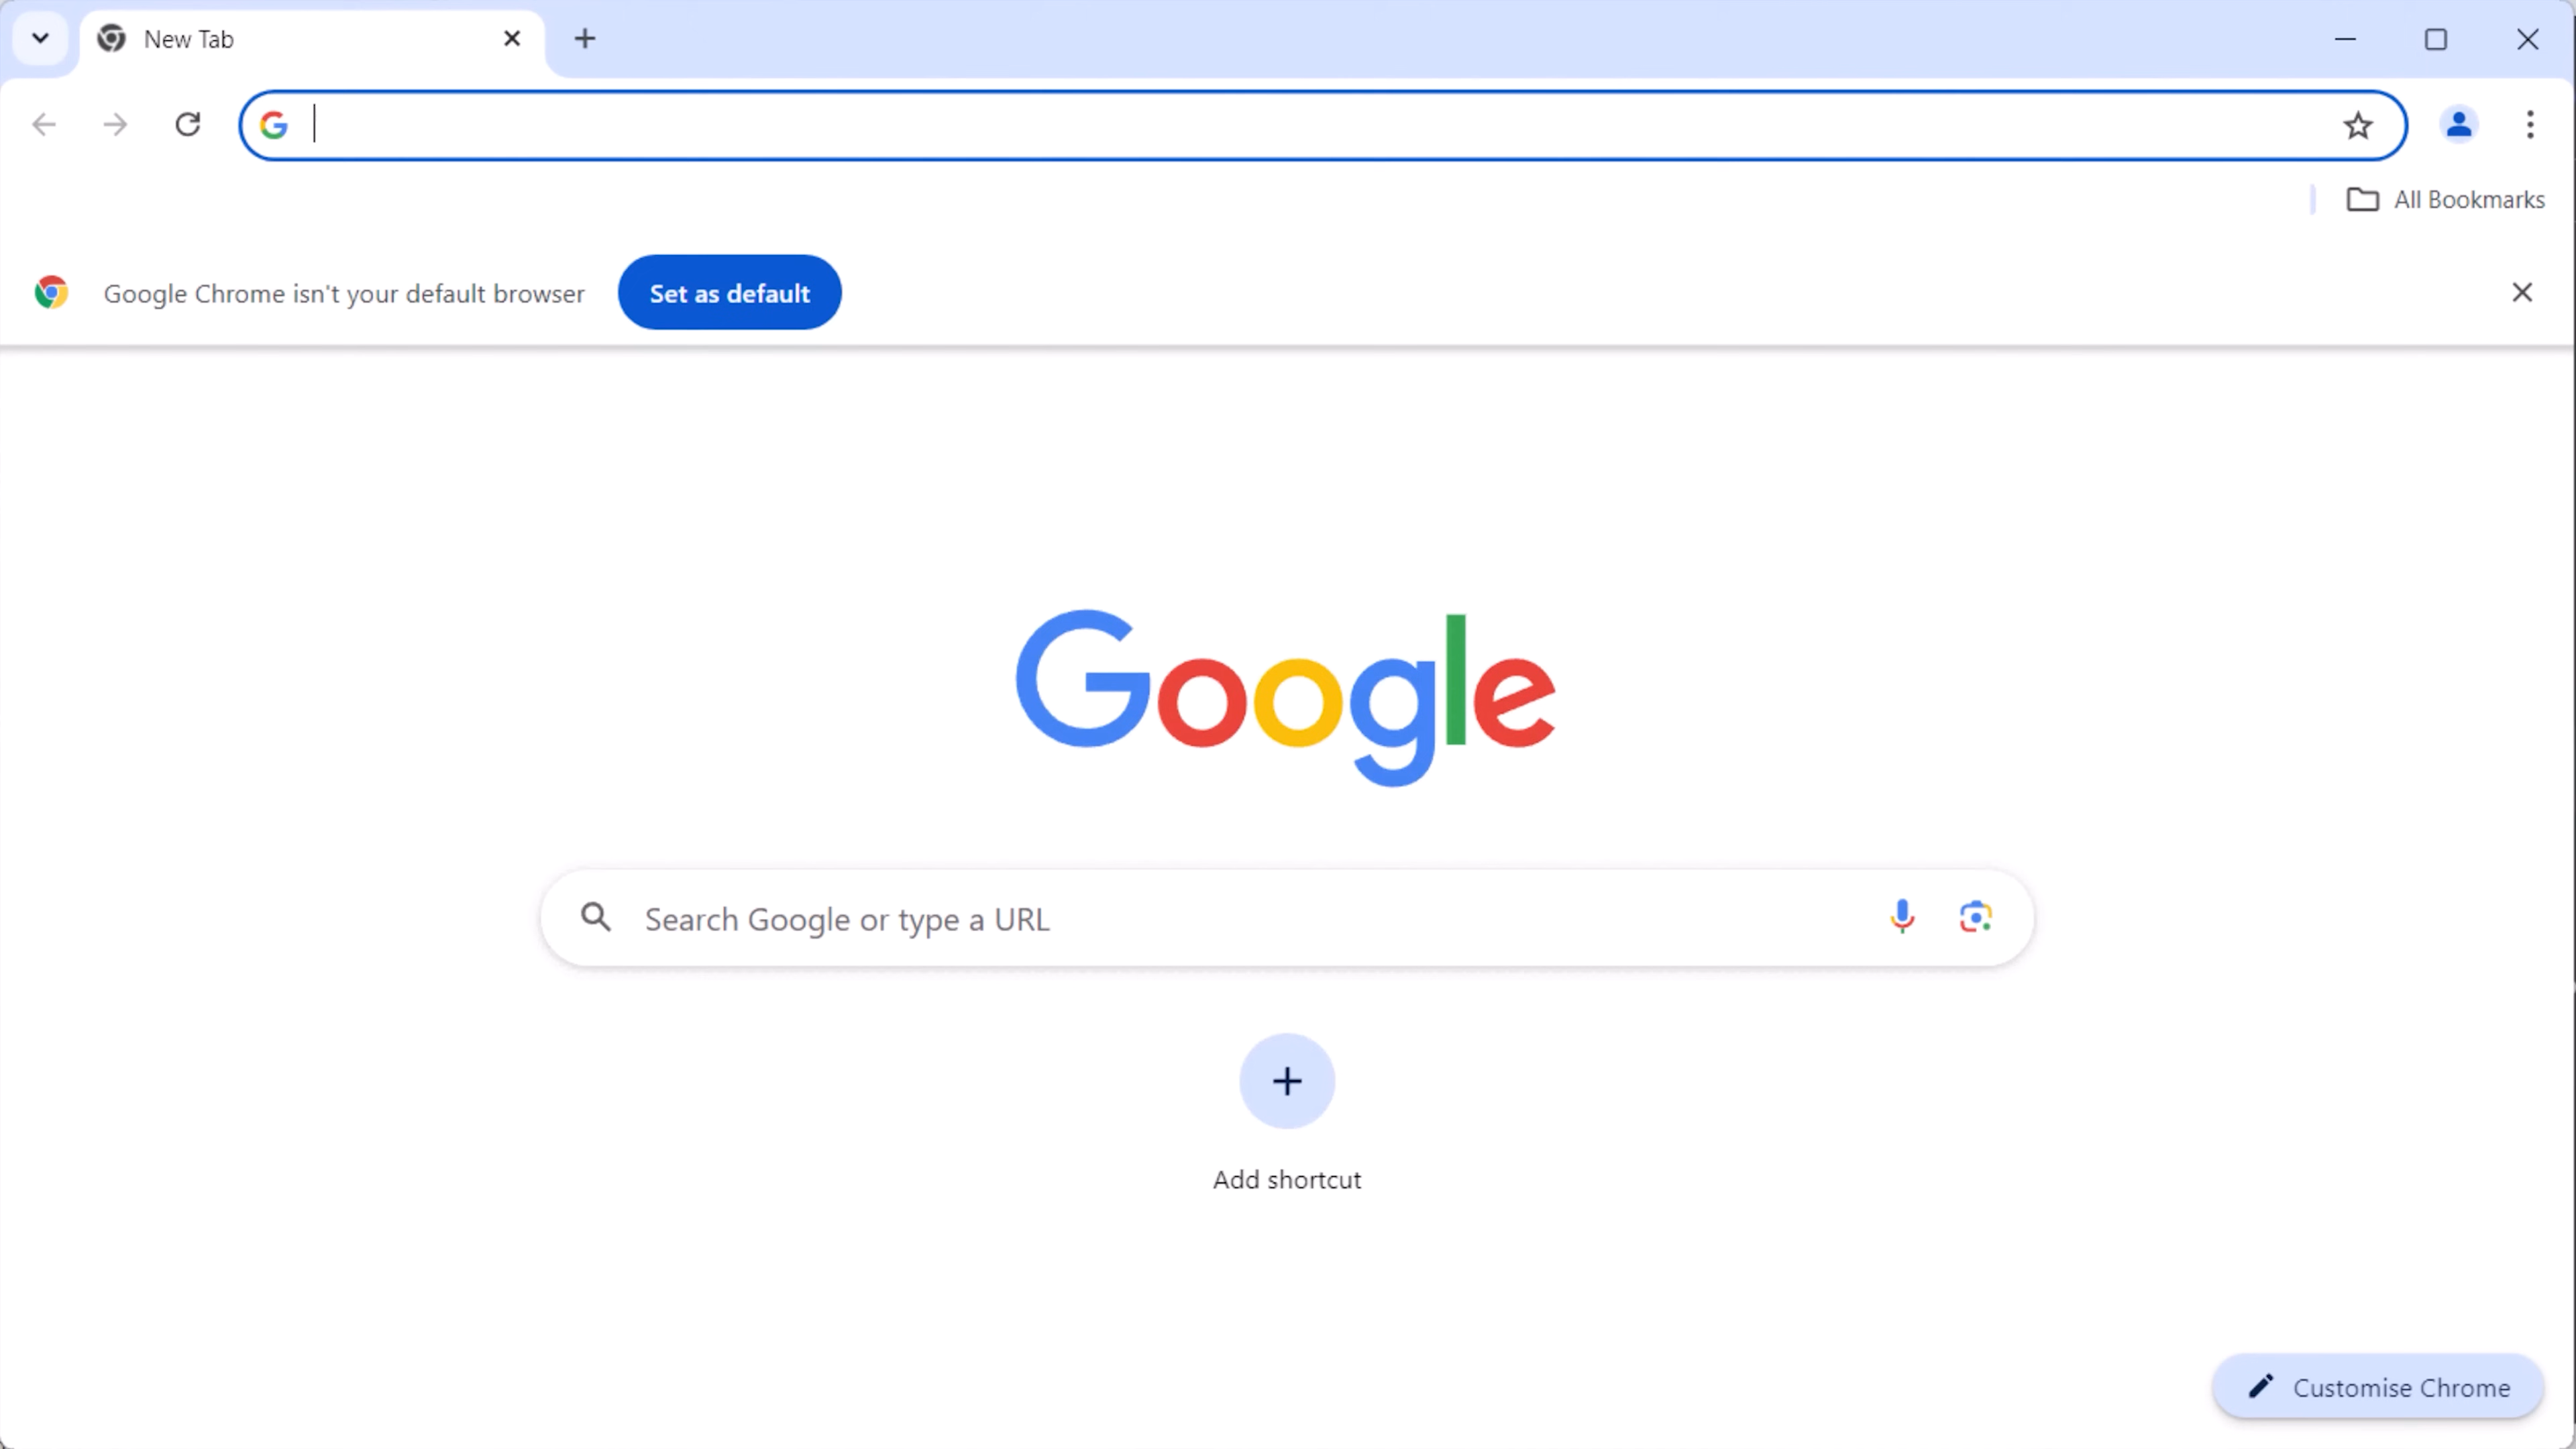 New Tab
All Bookmarks
Google Chrome isn't your default browser
Set as default
Google
Search Google or type a URL
Add shortcut
Customise Chrome